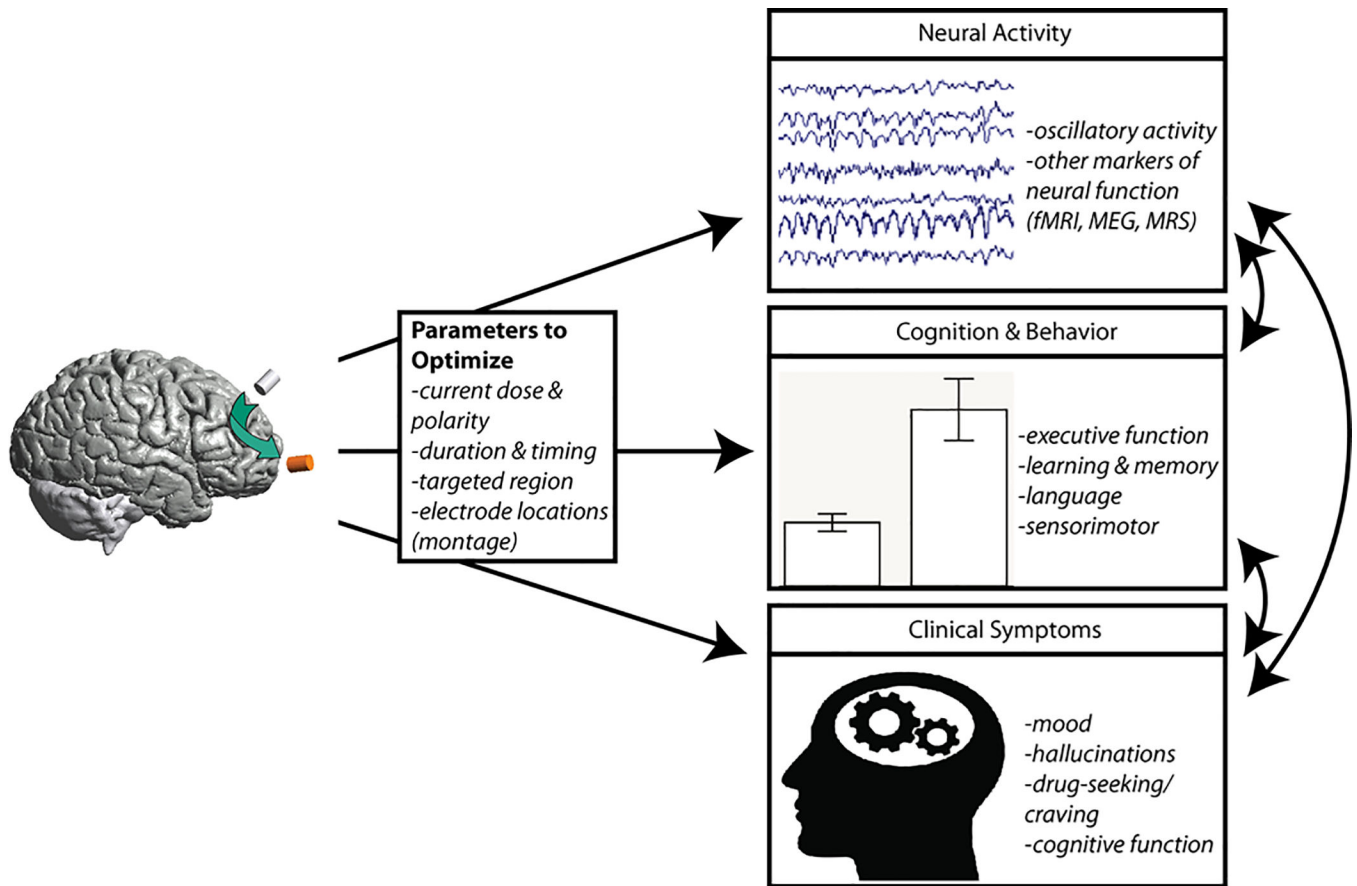 Parameters to
Optimize
-current dose &
polarity
-duration & timing
-targeted region
-electrode locations
(montage)
Neural Activity
-oscillatory activity
-other markers of
neural function
(fMRI, MEG, MRS)
Cognition & Behavior
-executive function
-learning & memory
-language
-sensorimotor
Clinical Symptoms
-mood
-hallucinations
-drug-seeking/
craving
-cognitive function